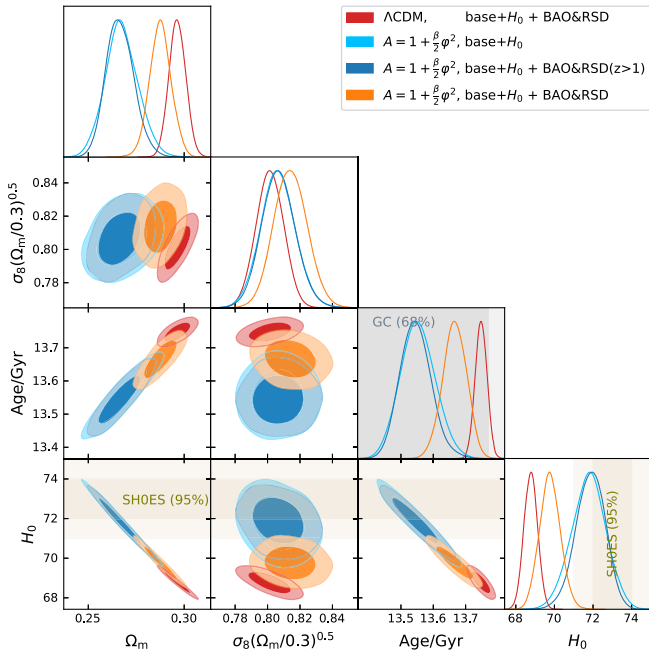 ΛCDM, base+H₀ + BAO&RSD
A = 1 + β/2 φ², base+H₀
A = 1 + β/2 φ², base+H₀ + BAO&RSD(z>1)
A = 1 + β/2 φ², base+H₀ + BAO&RSD
σ₈(Ωₘ/0.3)⁰·⁵
0.84
0.82
0.80
0.78
Age/Gyr
13.7
13.6
13.5
13.4
GC (68%)
H₀
74
72
70
68
SH0ES (95%)
SH0ES (95%)
0.25 0.30
0.78 0.80 0.82 0.84
13.5 13.6 13.7
68 70 72 74
Ωₘ
σ₈(Ωₘ/0.3)⁰·⁵
Age/Gyr
H₀